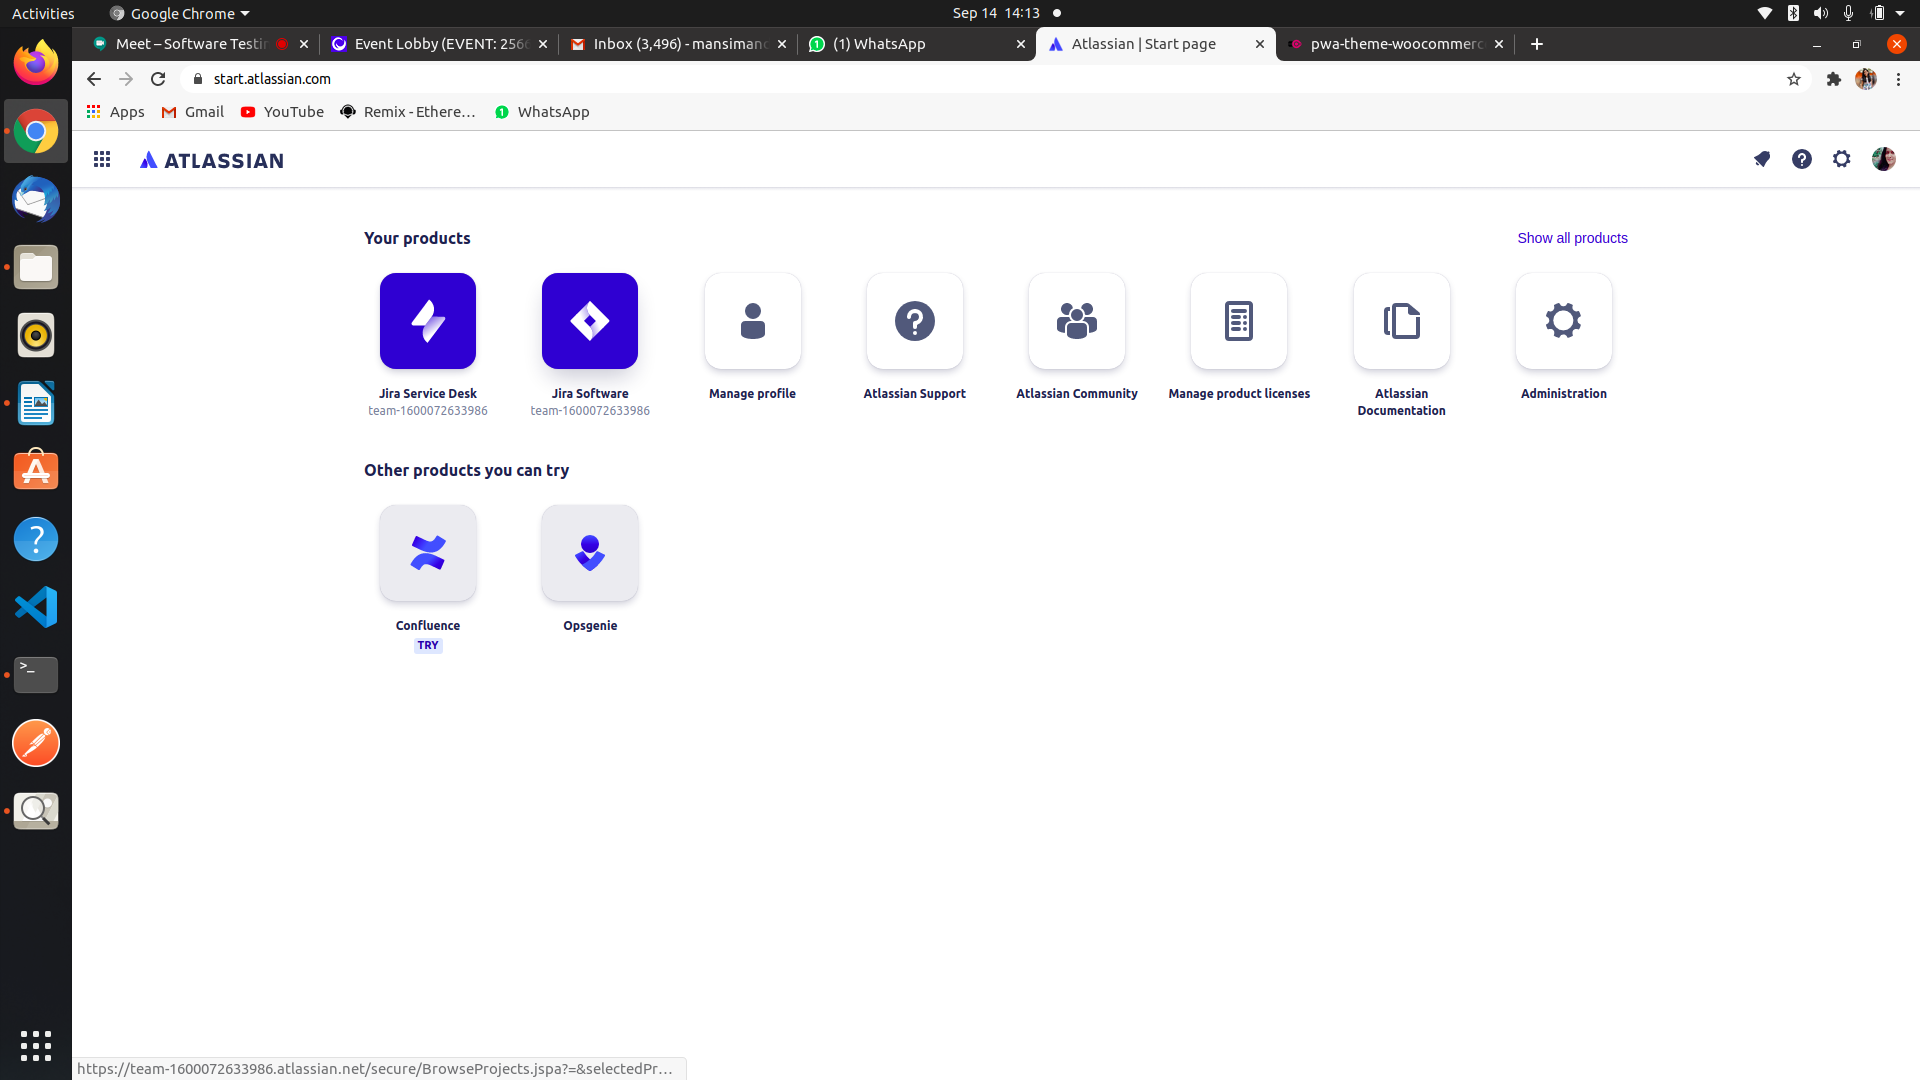 Activities
Google Chrome
Sep 14 14:13
Meet – Software Testin
Event Lobby (EVENT: 256
Inbox (3,496) - mansiman
(1) WhatsApp
Atlassian | Start page
pwa-theme-woocommerc
start.atlassian.com
Apps
Gmail
YouTube
Remix - Ethere…
WhatsApp
ATLASSIAN
Your products
Show all products
Jira Service Desk
team-1600072633986
Jira Software
team-1600072633986
Manage profile
Atlassian Support
Atlassian Community
Manage product licenses
Atlassian
Documentation
Administration
Other products you can try
Confluence
TRY
Opsgenie
https://team-1600072633986.atlassian.net/secure/BrowseProjects.jspa?=&selectedPr…